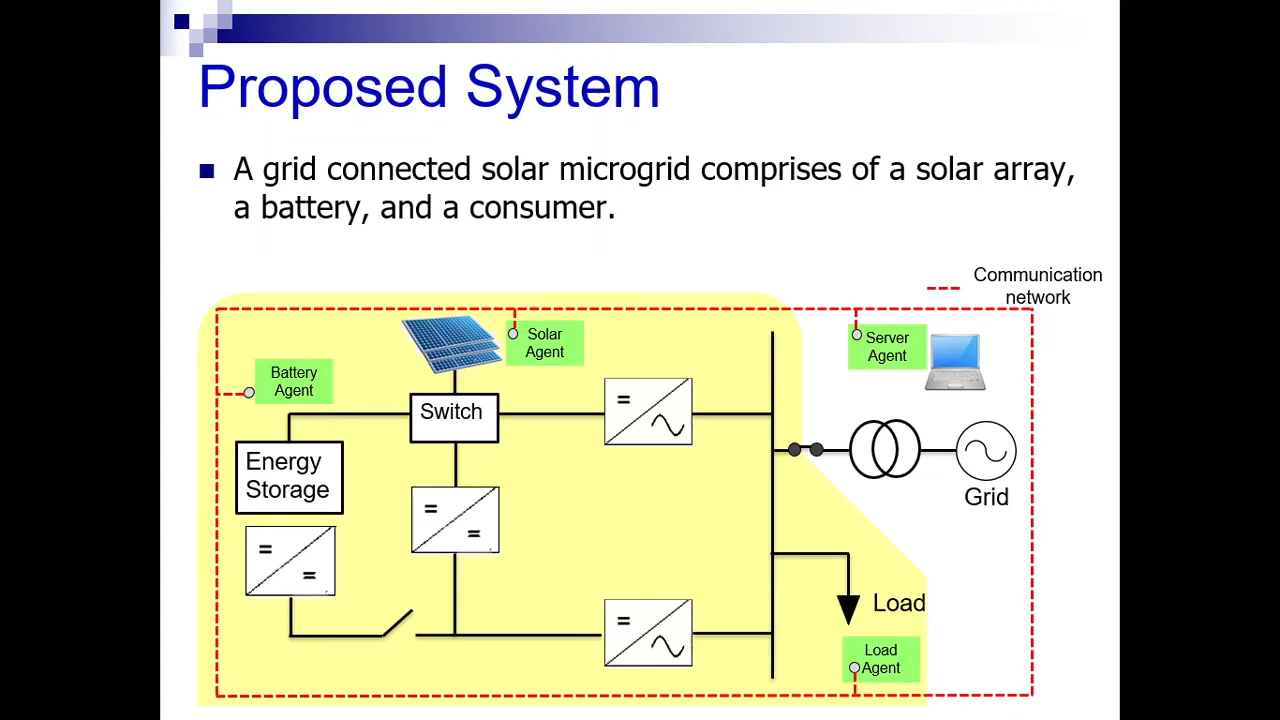 Proposed System
A grid connected solar microgrid comprises of a solar array,
a battery, and a consumer.
Communication
network
Solar
Agent
Server
Agent
Battery
Agent
Switch
=
Energy
Storage
=
=
Grid
=
=
=
Load
Load
Agent